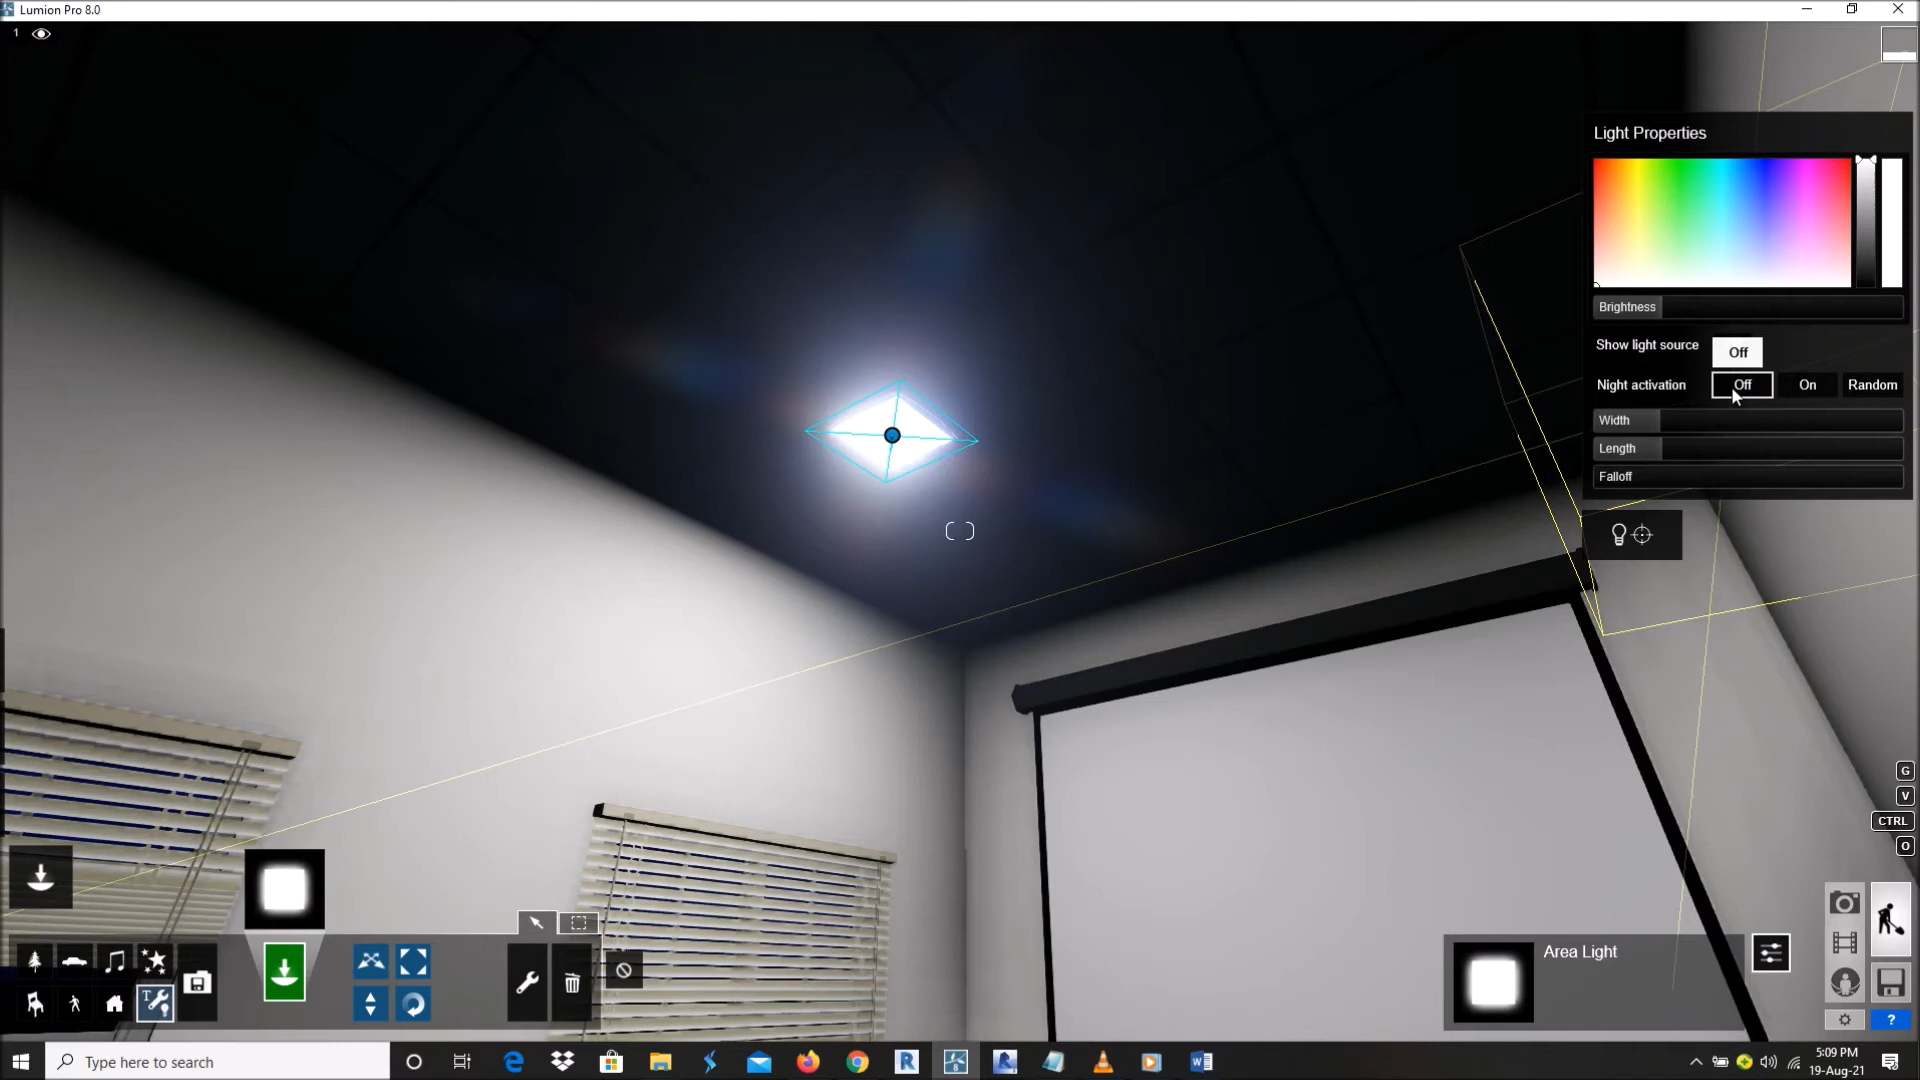 Lumion Pro 8.0
1
Light Properties
Brightness
Show light source
Off
Night activation
Off
On
Random
Width
Length
Falloff
G
V
CTRL
O
Area Light
T
?
Type here to search
R
8
W
5:09 PM
19-Aug-21